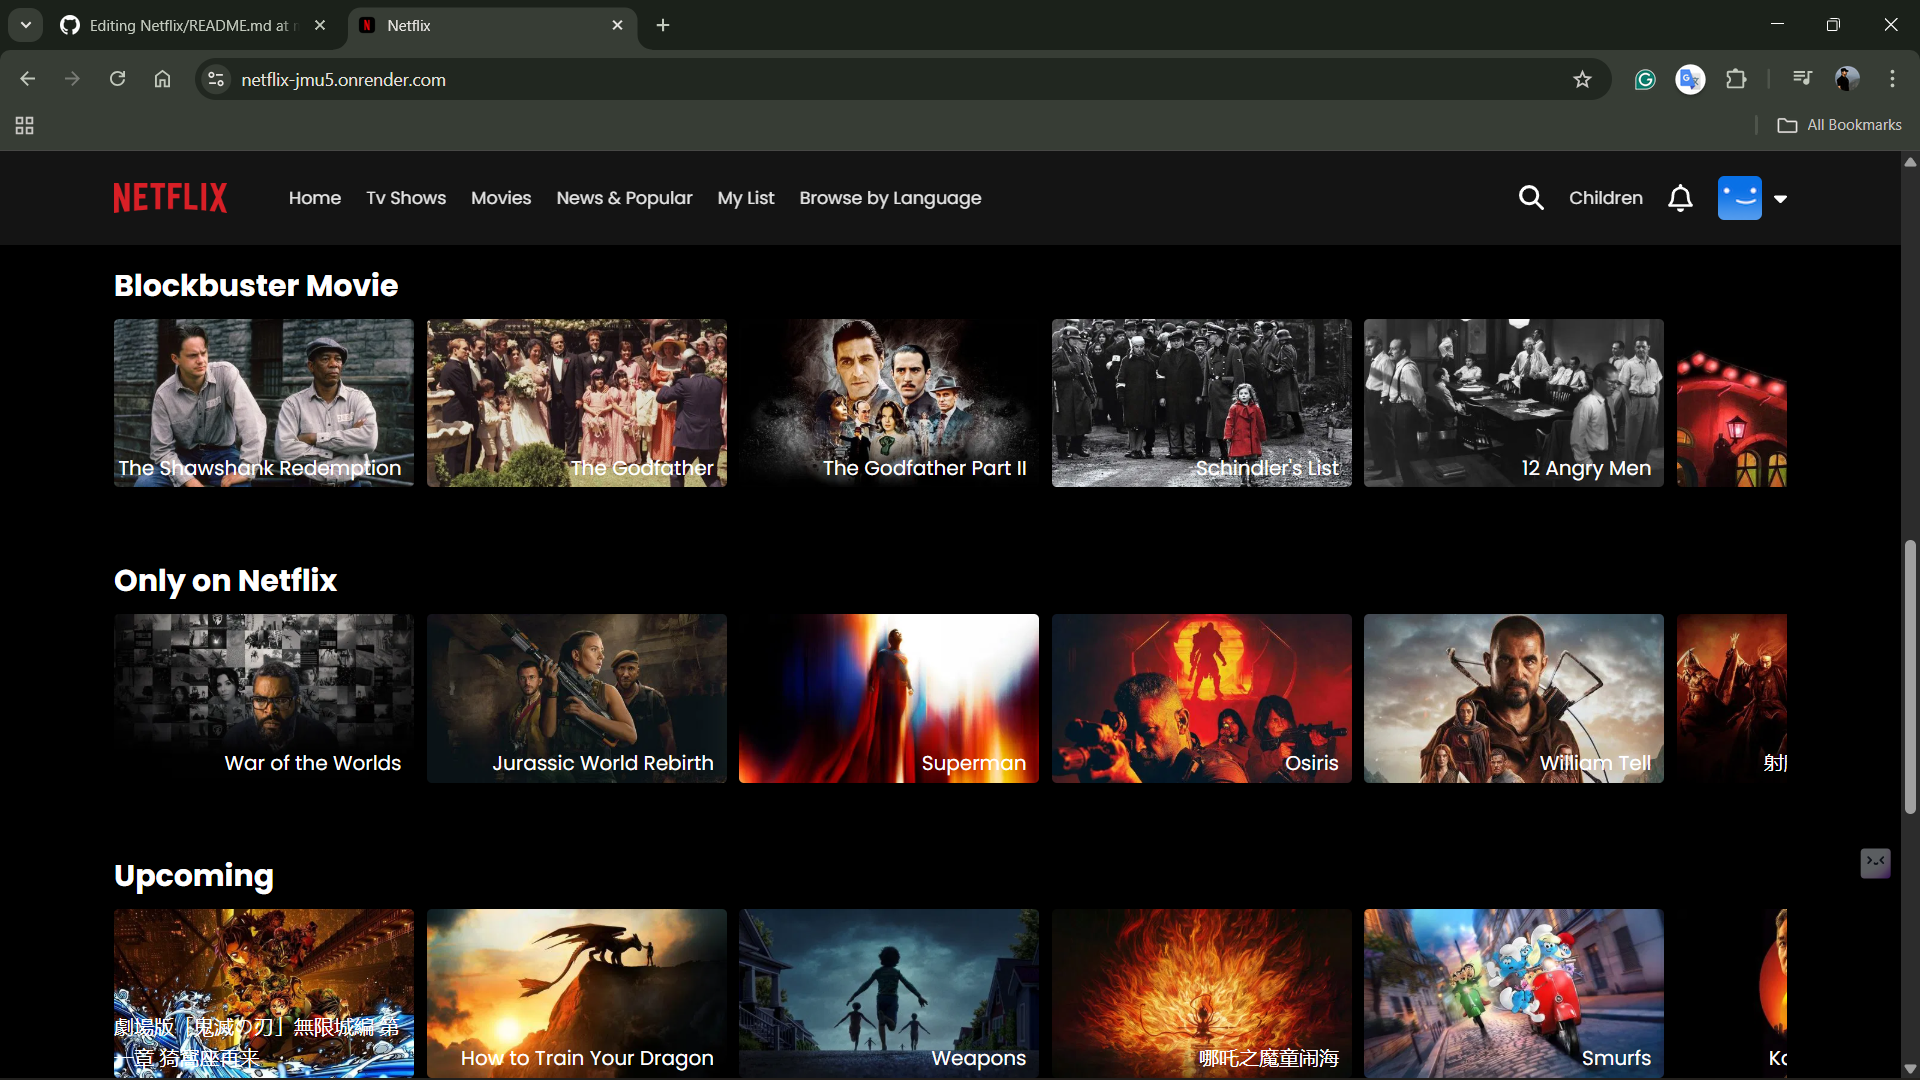 Editing Netflix/README.md at
Netflix
netflix-jmu5.onrender.com
All Bookmarks
NETFLIX
Home
Tv Shows
Movies
News & Popular
My List
Browse by Language
Children
Blockbuster Movie
The Shawshank Redemption
The Godfather
The Godfather Part II
Schindler's List
12 Angry Men
Only on Netflix
War of the Worlds
Jurassic World Rebirth
Superman
Osiris
William Tell
射
Upcoming
劇場版「鬼滅の刃」無限城編 第
一章 猗窩座再来
How to Train Your Dragon
Weapons
哪吒之魔童闹海
Smurfs